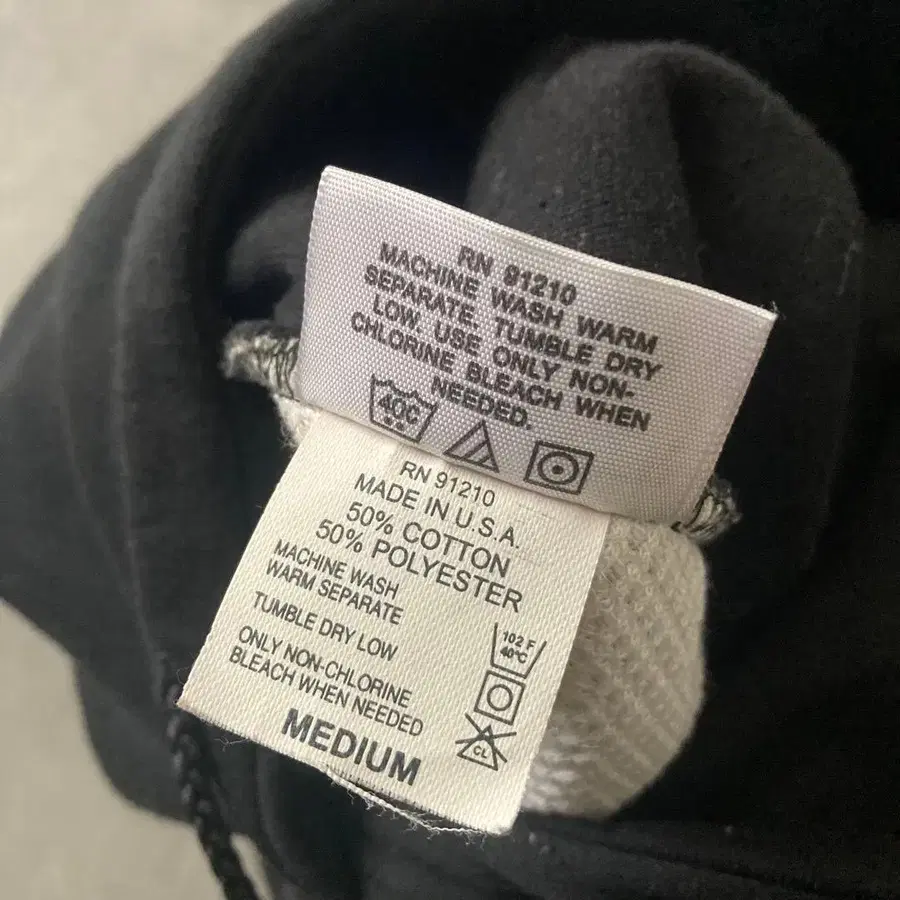 RN 91210
MACHINE WASH WARM
SEPARATE. TUMBLE DRY
LOW. USE ONLY NON-
CHLORINE BLEACH WHEN
NEEDED.
40C
RN 91210
MADE IN U.S.A.
50% COTTON
50% POLYESTER
MACHINE WASH
WARM SEPARATE
TUMBLE DRY LOW
ONLY NON-CHLORINE
BLEACH WHEN NEEDED
102 F
40°C
CL
MEDIUM